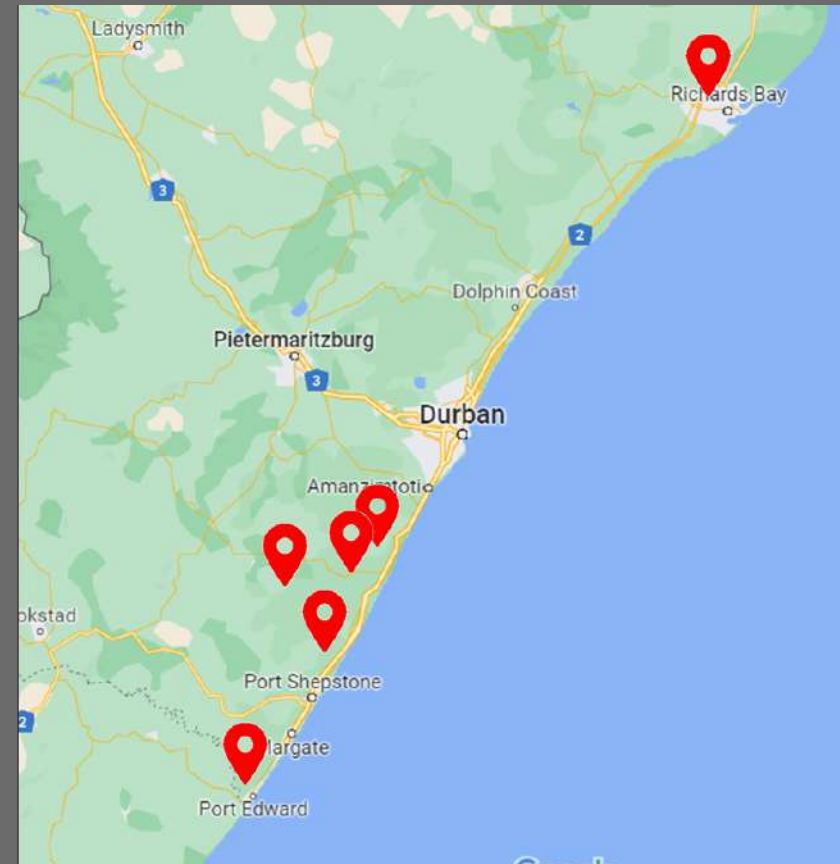 Ladysmith
Richards Bay
3
2
Dolphin Coast
Pietermaritzburg
3
Durban
Amanzimtoti
okstad
Port Shepstone
2
Margate
Port Edward